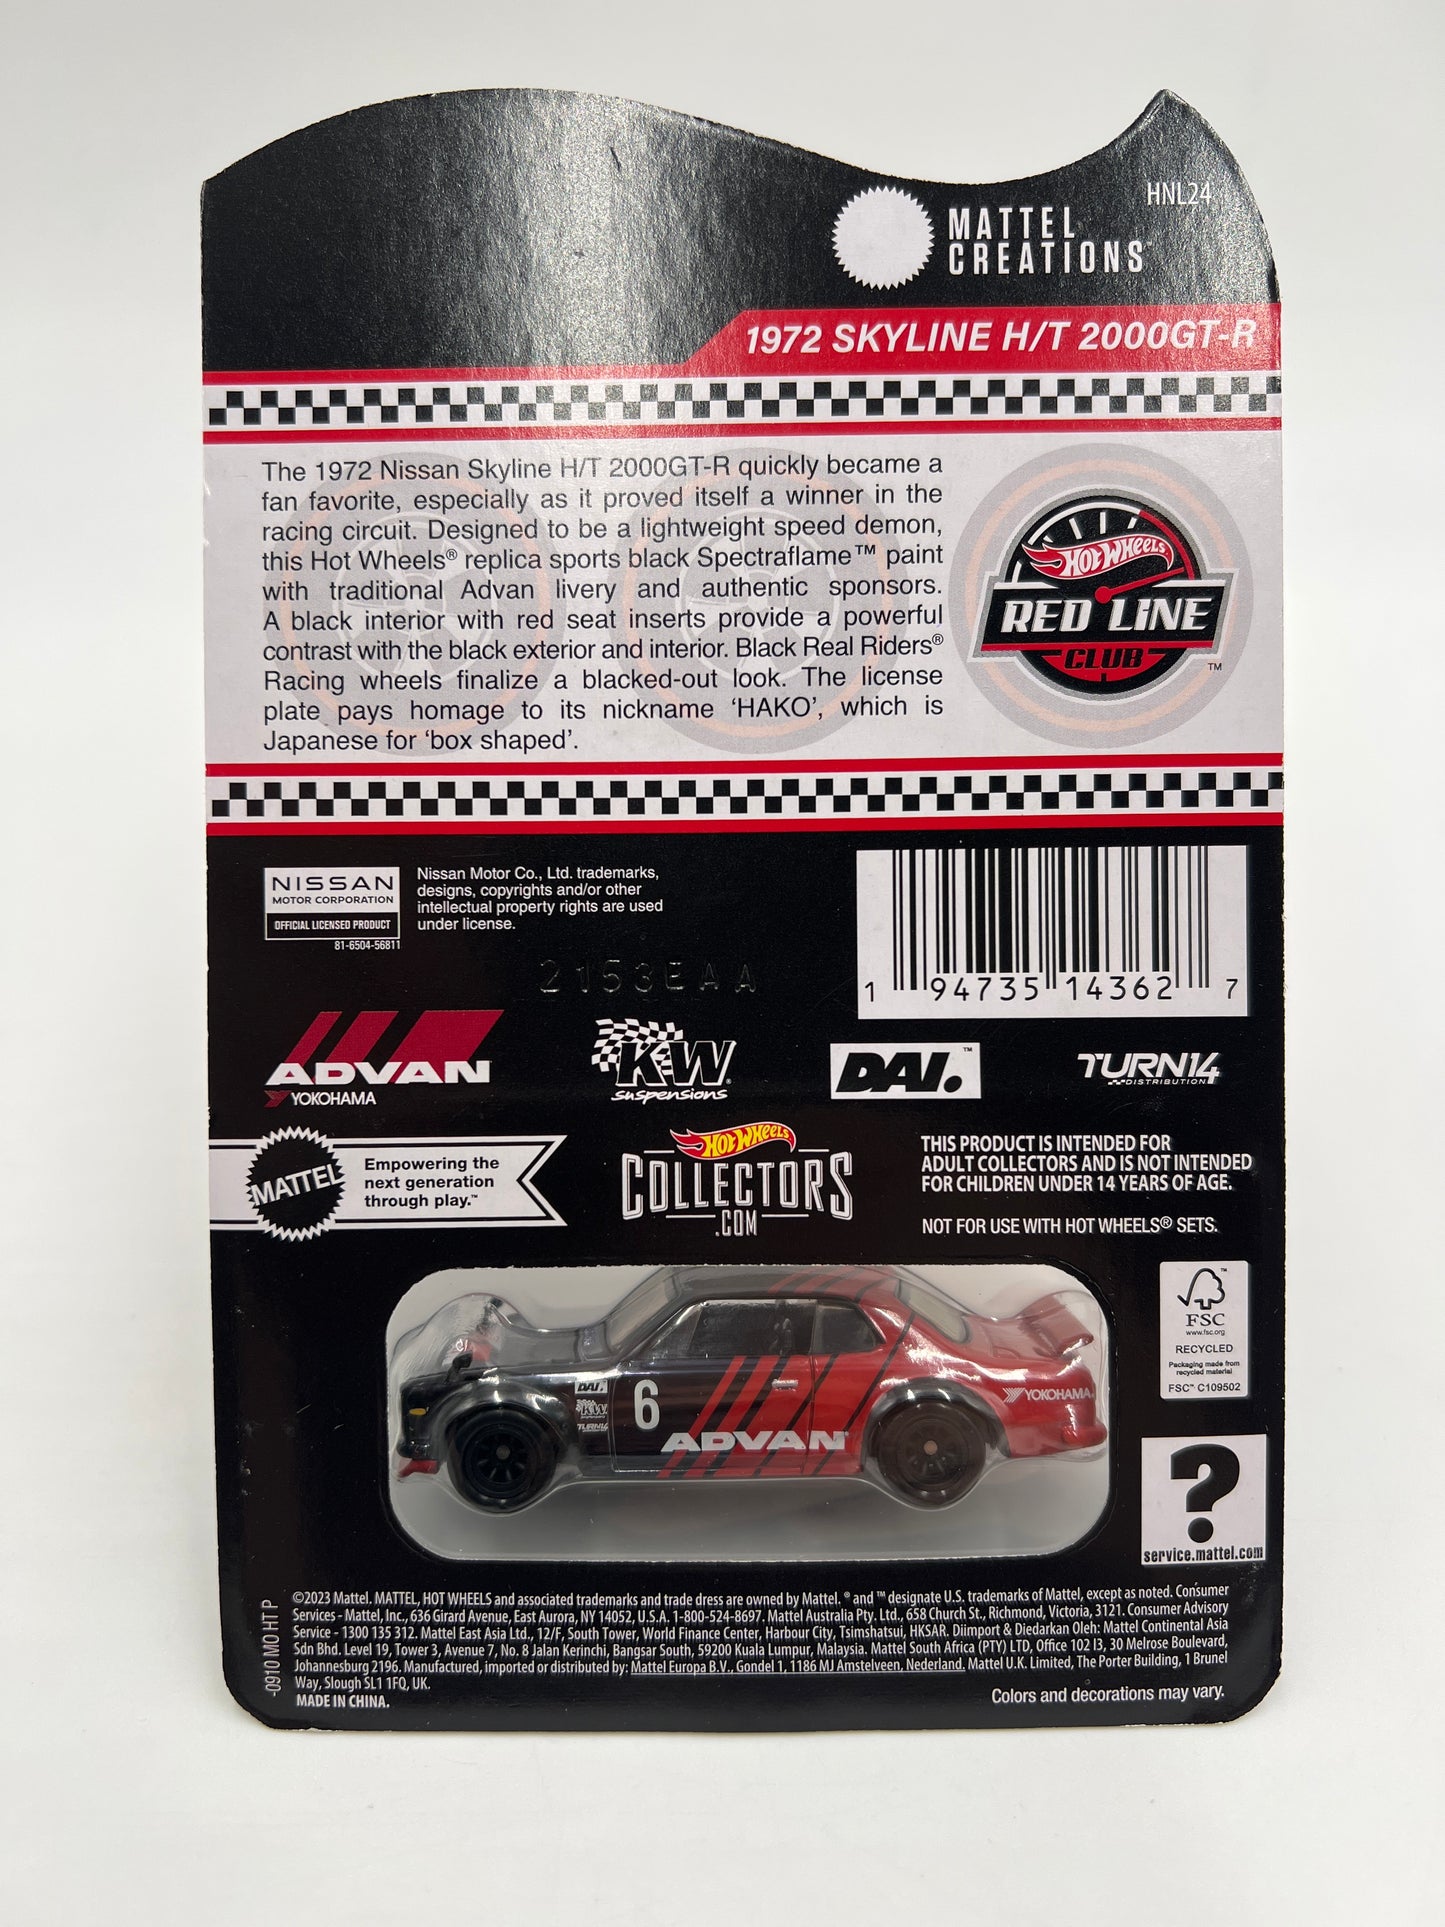 HNL24
MATTEL
CREATIONS™
1972 SKYLINE H/T 2000GT-R
The 1972 Nissan Skyline H/T 2000GT-R quickly became a
fan favorite, especially as it proved itself a winner in the
racing circuit. Designed to be a lightweight speed demon,
this Hot Wheels® replica sports black Spectraflame™ paint
with traditional Advan livery and authentic sponsors.
A black interior with red seat inserts provide a powerful
contrast with the black exterior and interior. Black Real Riders®
Racing wheels finalize a blacked-out look. The license
plate pays homage to its nickname ‘HAKO’, which is
Japanese for ‘box shaped’.
HOT WHEELS
RED LINE
CLUB™
NISSAN
MOTOR CORPORATION
OFFICIAL LICENSED PRODUCT
81-6504-56811
Nissan Motor Co., Ltd. trademarks,
designs, copyrights and/or other
intellectual property rights are used
under license.
2153EAA
1 94735 14362 7
ADVAN
YOKOHAMA
KW®
suspensions
DAI.™
TURN14
DISTRIBUTION
MATTEL
Empowering the
next generation
through play.™
HOT WHEELS
COLLECTORS
.COM
THIS PRODUCT IS INTENDED FOR
ADULT COLLECTORS AND IS NOT INTENDED
FOR CHILDREN UNDER 14 YEARS OF AGE.
NOT FOR USE WITH HOT WHEELS® SETS.
FSC™
www.fsc.org
RECYCLED
Packaging made from
recycled material
FSC™ C109502
DAI.
KW
suspensions
TURN14
6
ADVAN
YOKOHAMA
?
service.mattel.com
-0910 MO HT P
©2023 Mattel. MATTEL, HOT WHEELS and associated trademarks and trade dress are owned by Mattel. ® and ™ designate U.S. trademarks of Mattel, except as noted. Consumer
Services - Mattel, Inc., 636 Girard Avenue, East Aurora, NY 14052, U.S.A. 1-800-524-8697. Mattel Australia Pty. Ltd., 658 Church St., Richmond, Victoria, 3121. Consumer Advisory
Service - 1300 135 312. Mattel East Asia Ltd., 12/F, South Tower, World Finance Center, Harbour City, Tsimshatsui, HKSAR. Diimport & Diedarkan Oleh: Mattel Continental Asia
Sdn Bhd. Level 19, Tower 3, Avenue 7, No. 8 Jalan Kerinchi, Bangsar South, 59200 Kuala Lumpur, Malaysia. Mattel South Africa (PTY) LTD, Office 102 I3, 30 Melrose Boulevard,
Johannesburg 2196. Manufactured, imported or distributed by: Mattel Europa B.V., Gondel 1, 1186 MJ Amstelveen, Nederland. Mattel U.K. Limited, The Porter Building, 1 Brunel
Way, Slough SL1 1FQ, UK.
MADE IN CHINA.
Colors and decorations may vary.